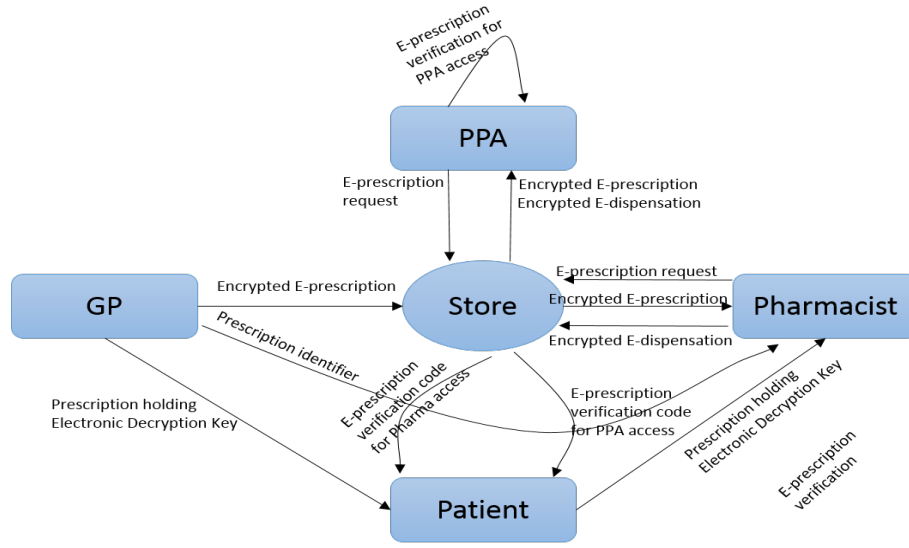 E-prescription
verification for
PPA access
PPA
E-prescription
request
Encrypted E-prescription
Encrypted E-dispensation
GP
Encrypted E-prescription
Store
E-prescription request
Encrypted E-prescription
Encrypted E-dispensation
Pharmacist
Prescription identifier
Prescription holding
Electronic Decryption Key
E-prescription
verification code
for Pharma access
E-prescription
verification code
for PPA access
Prescription holding
Electronic Decryption Key
E-prescription
verification
Patient